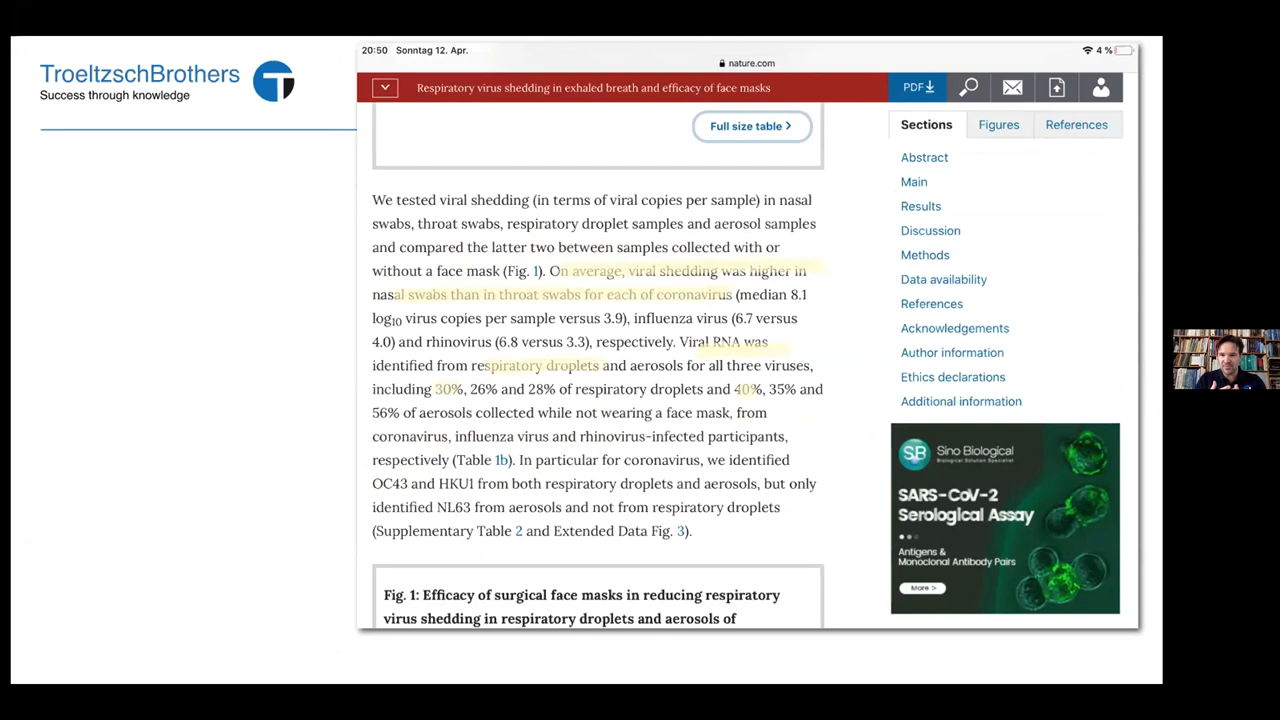 TroeltzschBrothers
Success through knowledge
20:50 Sonntag 12. Apr.
4 %
nature.com
Respiratory virus shedding in exhaled breath and efficacy of face masks
PDF
Full size table
Sections Figures References
Abstract
Main
Results
Discussion
Methods
Data availability
References
Acknowledgements
Author information
Ethics declarations
Additional information
We tested viral shedding (in terms of viral copies per sample) in nasal
swabs, throat swabs, respiratory droplet samples and aerosol samples
and compared the latter two between samples collected with or
without a face mask (Fig. 1). On average, viral shedding was higher in
nasal swabs than in throat swabs for each of coronavirus (median 8.1
log10 virus copies per sample versus 3.9), influenza virus (6.7 versus
4.0) and rhinovirus (6.8 versus 3.3), respectively. Viral RNA was
identified from respiratory droplets and aerosols for all three viruses,
including 30%, 26% and 28% of respiratory droplets and 40%, 35% and
56% of aerosols collected while not wearing a face mask, from
coronavirus, influenza virus and rhinovirus-infected participants,
respectively (Table 1b). In particular for coronavirus, we identified
OC43 and HKU1 from both respiratory droplets and aerosols, but only
identified NL63 from aerosols and not from respiratory droplets
(Supplementary Table 2 and Extended Data Fig. 3).
Fig. 1: Efficacy of surgical face masks in reducing respiratory
virus shedding in respiratory droplets and aerosols of
SB Sino Biological
Biological Solution Specialist
SARS-CoV-2
Serological Assay
Antigens &
Monoclonal Antibody Pairs
More >